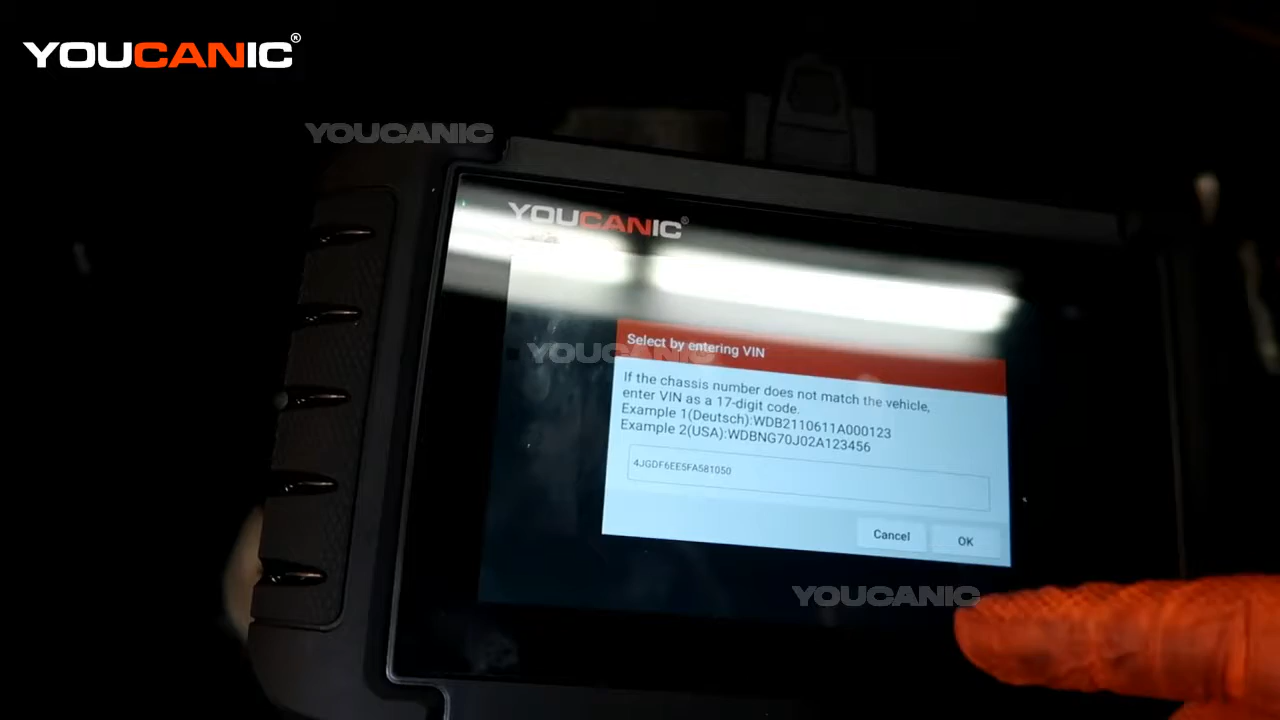 YOUCANIC®
YOUCANIC
YOUCANIC®
Select by entering VIN
YOUCANIC
If the chassis number does not match the vehicle,
enter VIN as a 17-digit code.
Example 1(Deutsch):WDB2110611A000123
Example 2(USA):WDBNG70J02A123456
4JGDF6EE5FA581050
Cancel
OK
YOUCANIC